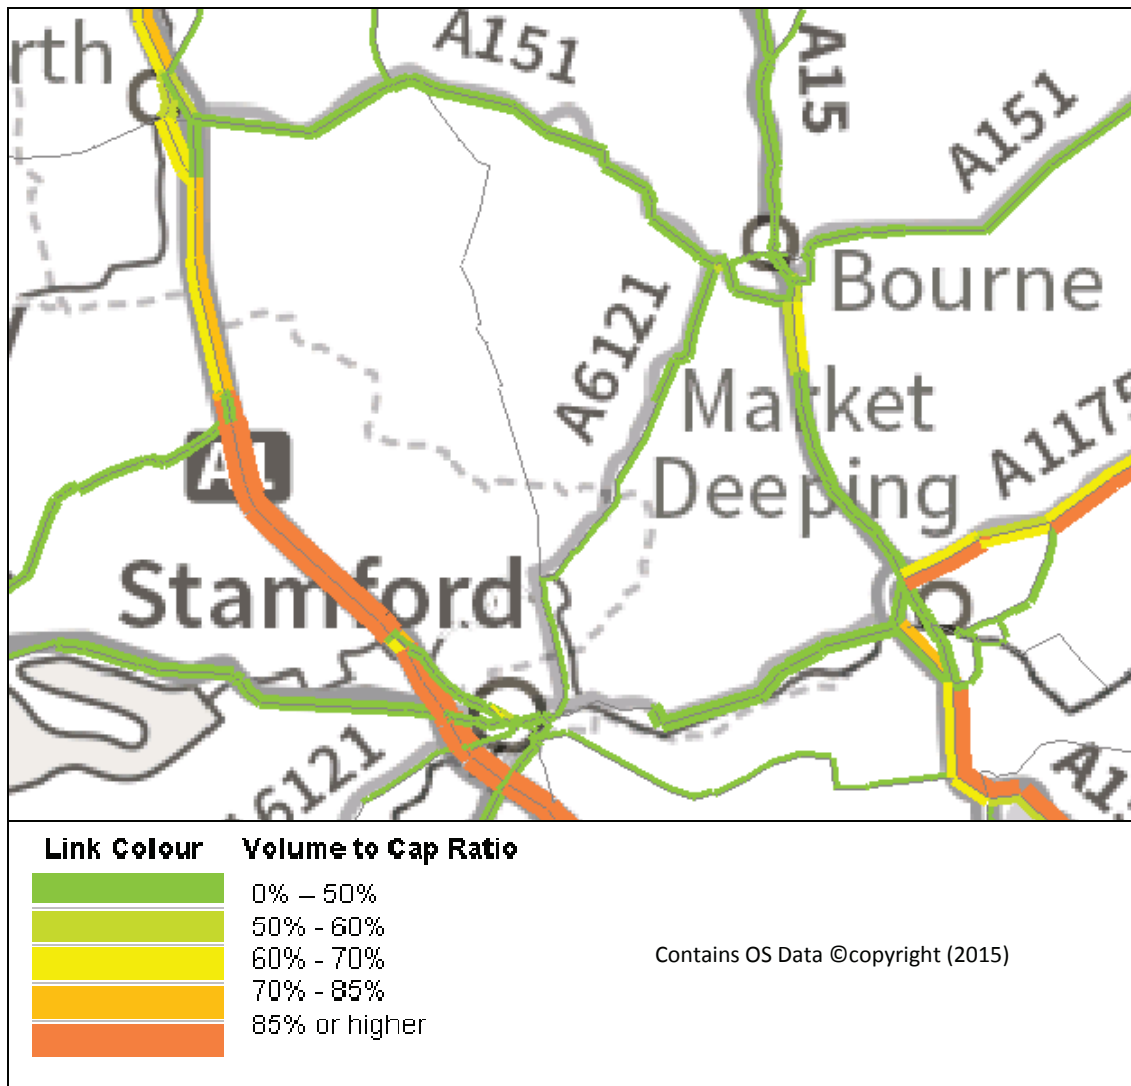 rth
A151
A15
A151
Bourne
A6121
Market
Deeping
A1175
A1
Stamford
A6121
A1
Link Colour Volume to Cap Ratio
0% – 50%
50% - 60%
60% - 70%
70% - 85%
85% or higher
Contains OS Data ©copyright (2015)